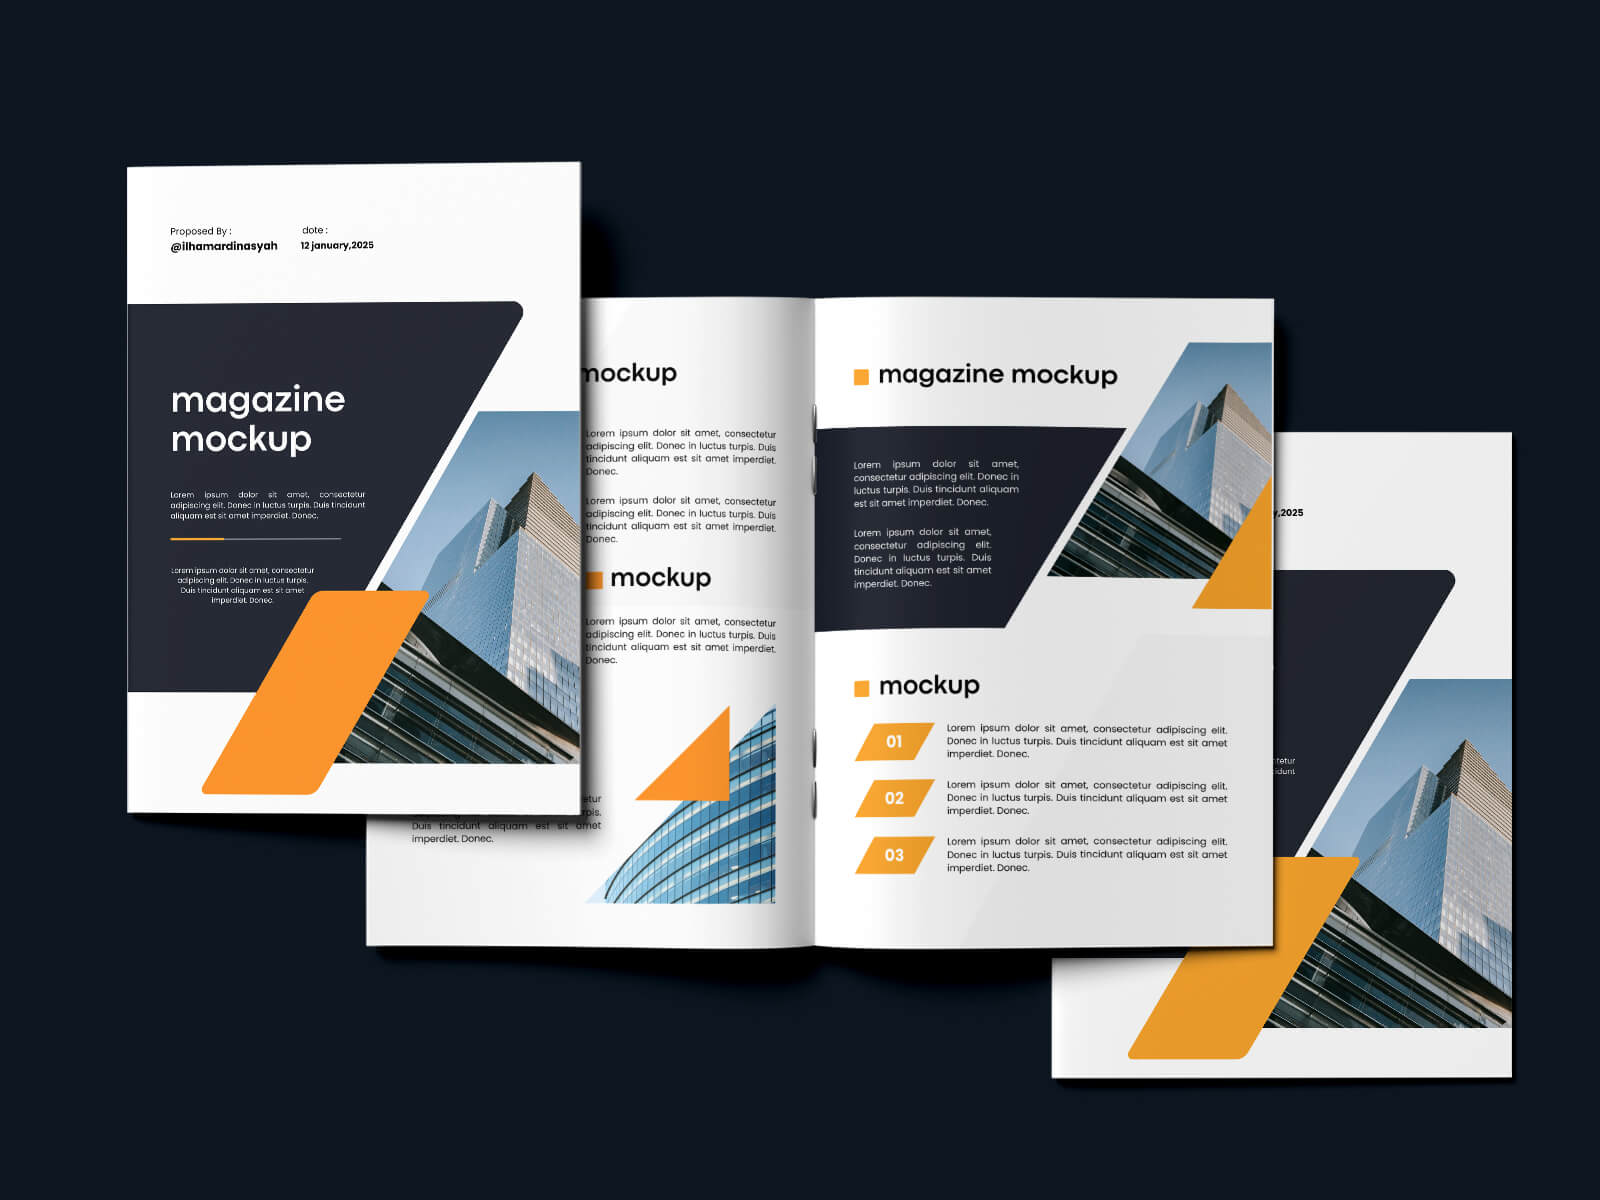 Proposed By :
@ilhamardinasyah
dote :
12 january,2025
magazine
mockup
Lorem ipsum dolor sit amet, consectetur
adipiscing elit. Donec in luctus turpis. Duis tincidunt
aliquam est sit amet imperdiet. Donec.
Lorem ipsum dolor sit amet, consectetur
adipiscing elit. Donec in luctus turpis.
Duis tincidunt aliquam est sit amet
imperdiet. Donec.
mockup
Lorem ipsum dolor sit amet, consectetur
adipiscing elit. Donec in luctus turpis. Duis
tincidunt aliquam est sit amet imperdiet.
Donec.
Lorem ipsum dolor sit amet, consectetur
adipiscing elit. Donec in luctus turpis. Duis
tincidunt aliquam est sit amet imperdiet.
Donec.
mockup
Lorem ipsum dolor sit amet, consectetur
adipiscing elit. Donec in luctus turpis. Duis
tincidunt aliquam est sit amet imperdiet.
Donec.
etur
rpis.
Duis tincidunt aliquam est sit amet
imperdiet. Donec.
magazine mockup
Lorem ipsum dolor sit amet,
consectetur adipiscing elit. Donec in
luctus turpis. Duis tincidunt aliquam
est sit amet imperdiet. Donec.
Lorem ipsum dolor sit amet,
consectetur adipiscing elit.
Donec in luctus turpis. Duis
tincidunt aliquam est sit amet
imperdiet. Donec.
mockup
01
Lorem ipsum dolor sit amet, consectetur adipiscing elit.
Donec in luctus turpis. Duis tincidunt aliquam est sit amet
imperdiet. Donec.
02
Lorem ipsum dolor sit amet, consectetur adipiscing elit.
Donec in luctus turpis. Duis tincidunt aliquam est sit amet
imperdiet. Donec.
03
Lorem ipsum dolor sit amet, consectetur adipiscing elit.
Donec in luctus turpis. Duis tincidunt aliquam est sit amet
imperdiet. Donec.
y,2025
ctetur
cidunt